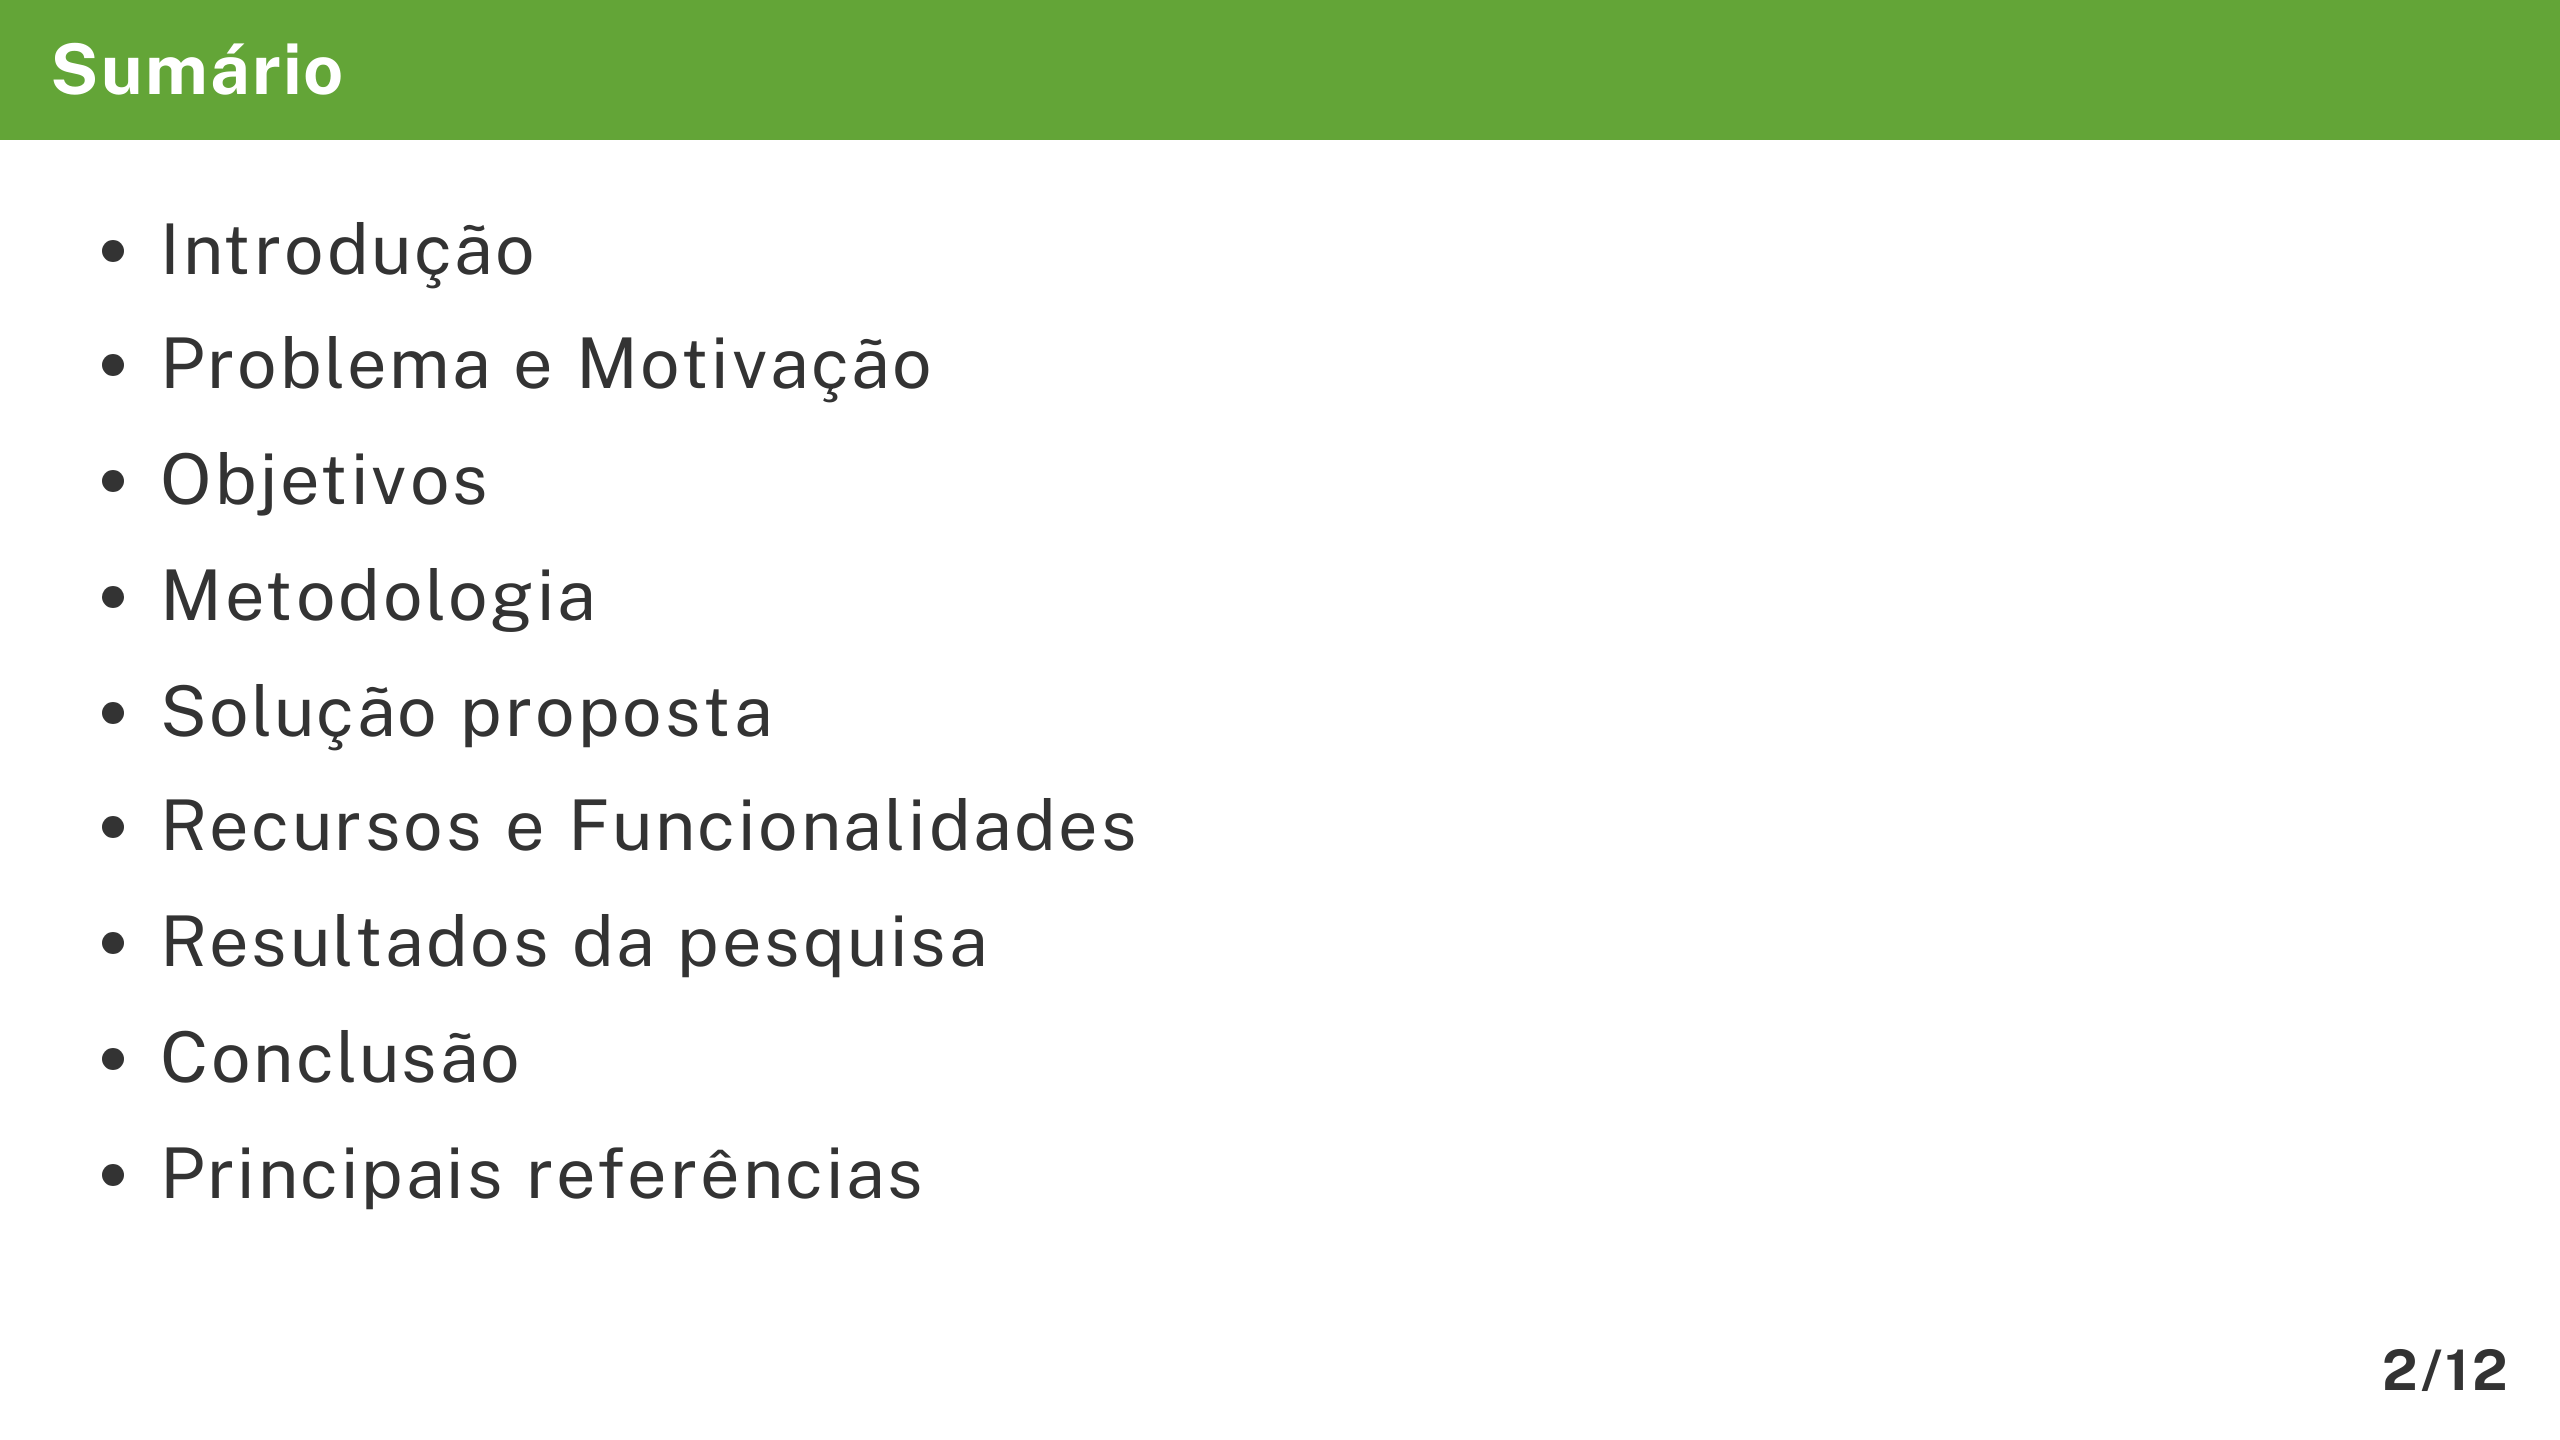 Sumário
• Introdução
• Problema e Motivação
• Objetivos
• Metodologia
• Solução proposta
• Recursos e Funcionalidades
• Resultados da pesquisa
• Conclusão
• Principais referências
2/12